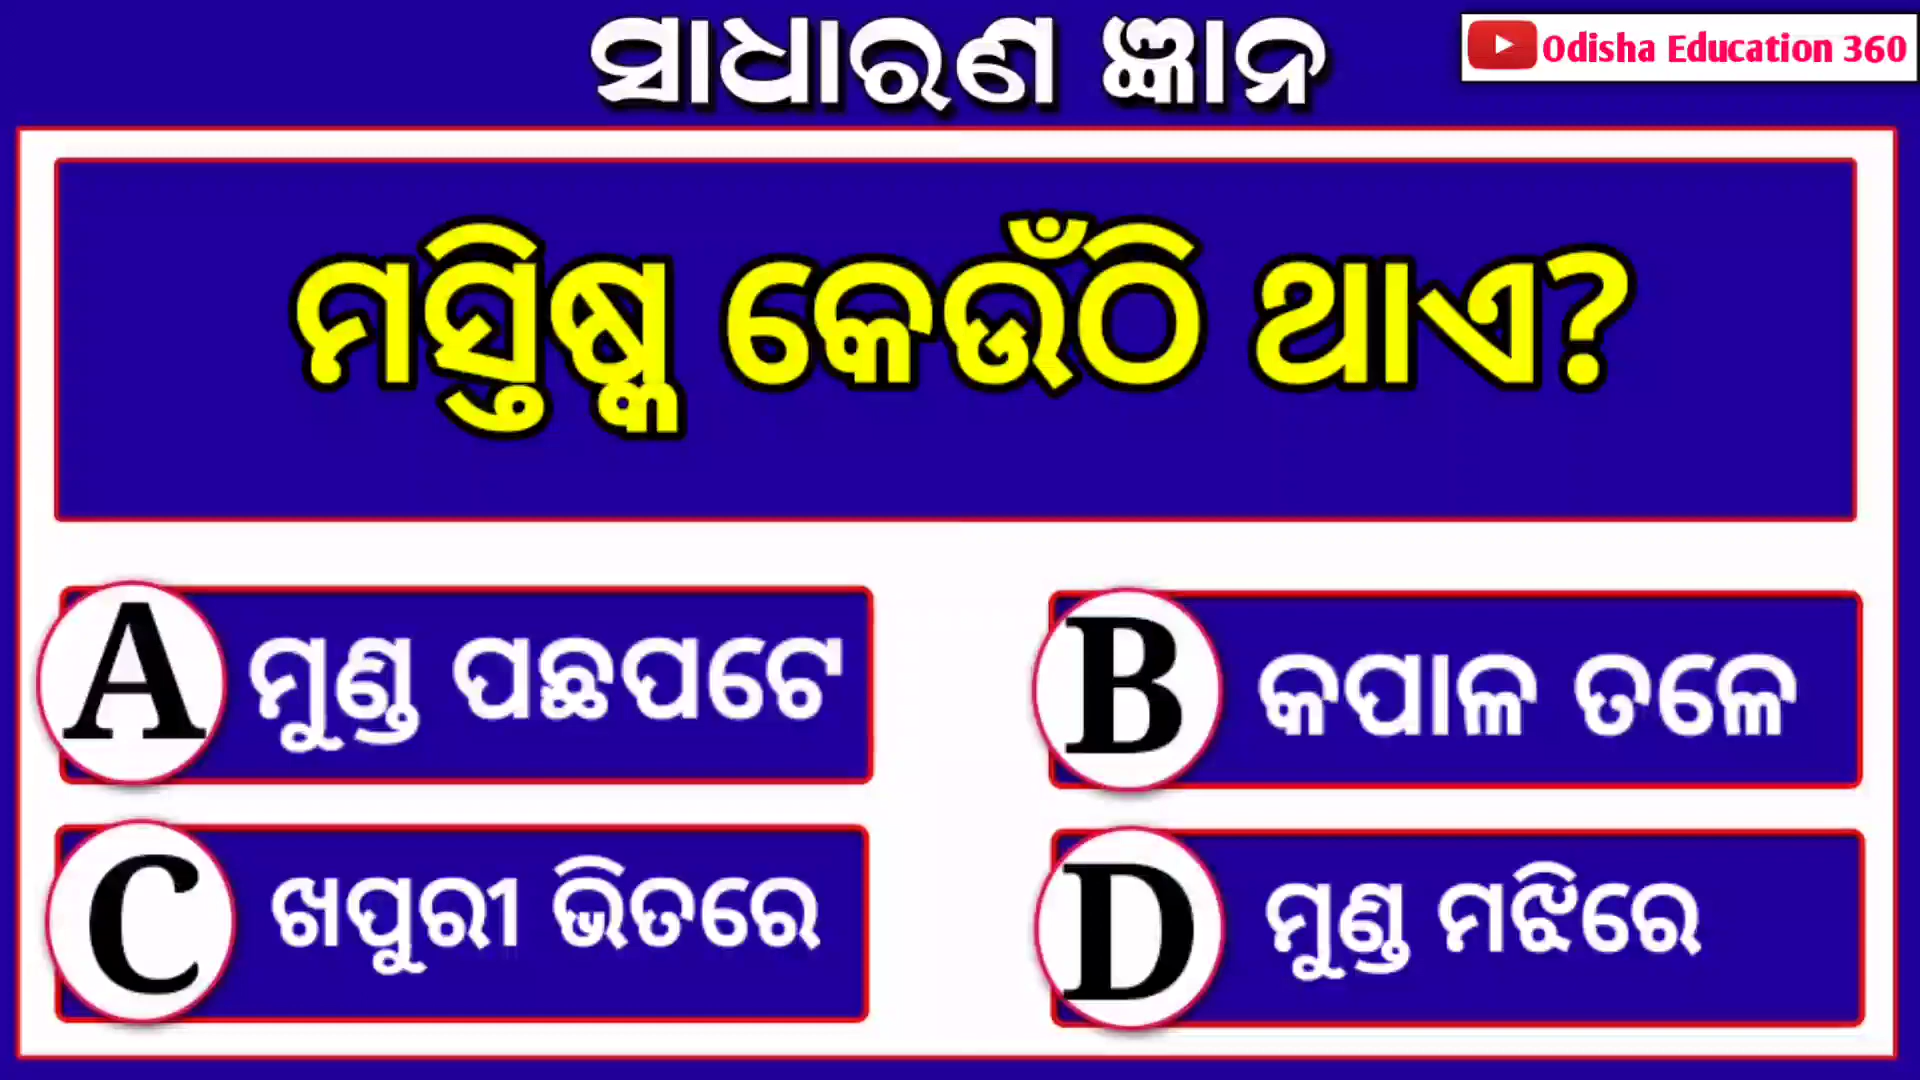 ସାଧାରଣ ଜ୍ଞାନ
Odisha Education 360
ମସ୍ତିଷ୍କ କେଉଁଠି ଥାଏ?
A ମୁଣ୍ଡ ପଛପଟେ
B କପାଳ ତଳେ
C ଖପୁରୀ ଭିତରେ
D ମୁଣ୍ଡ ମଝିରେ